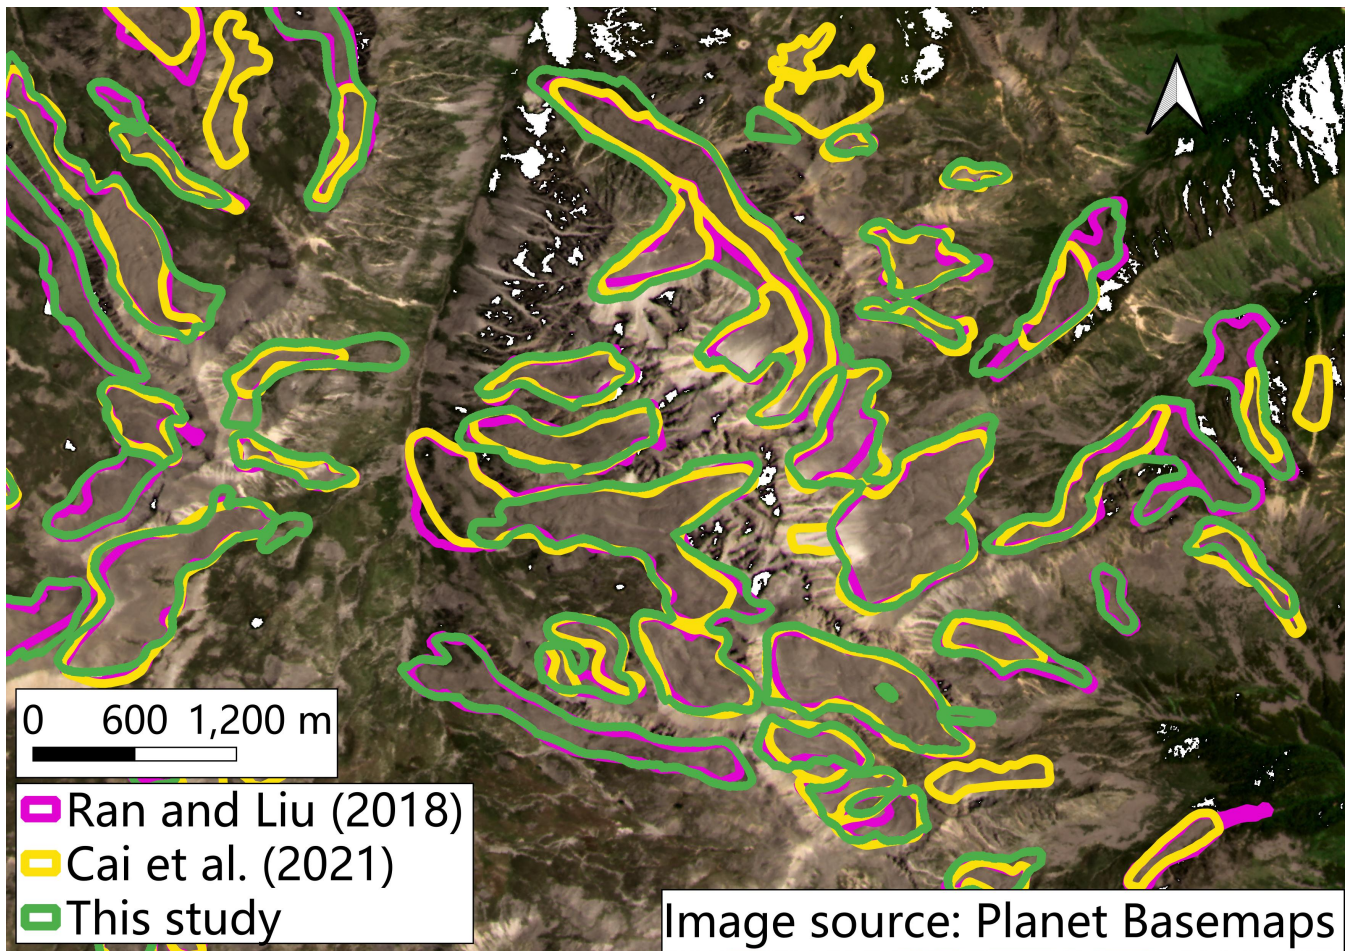 0 600 1,200 m
Ran and Liu (2018)
Cai et al. (2021)
This study
Image source: Planet Basemaps